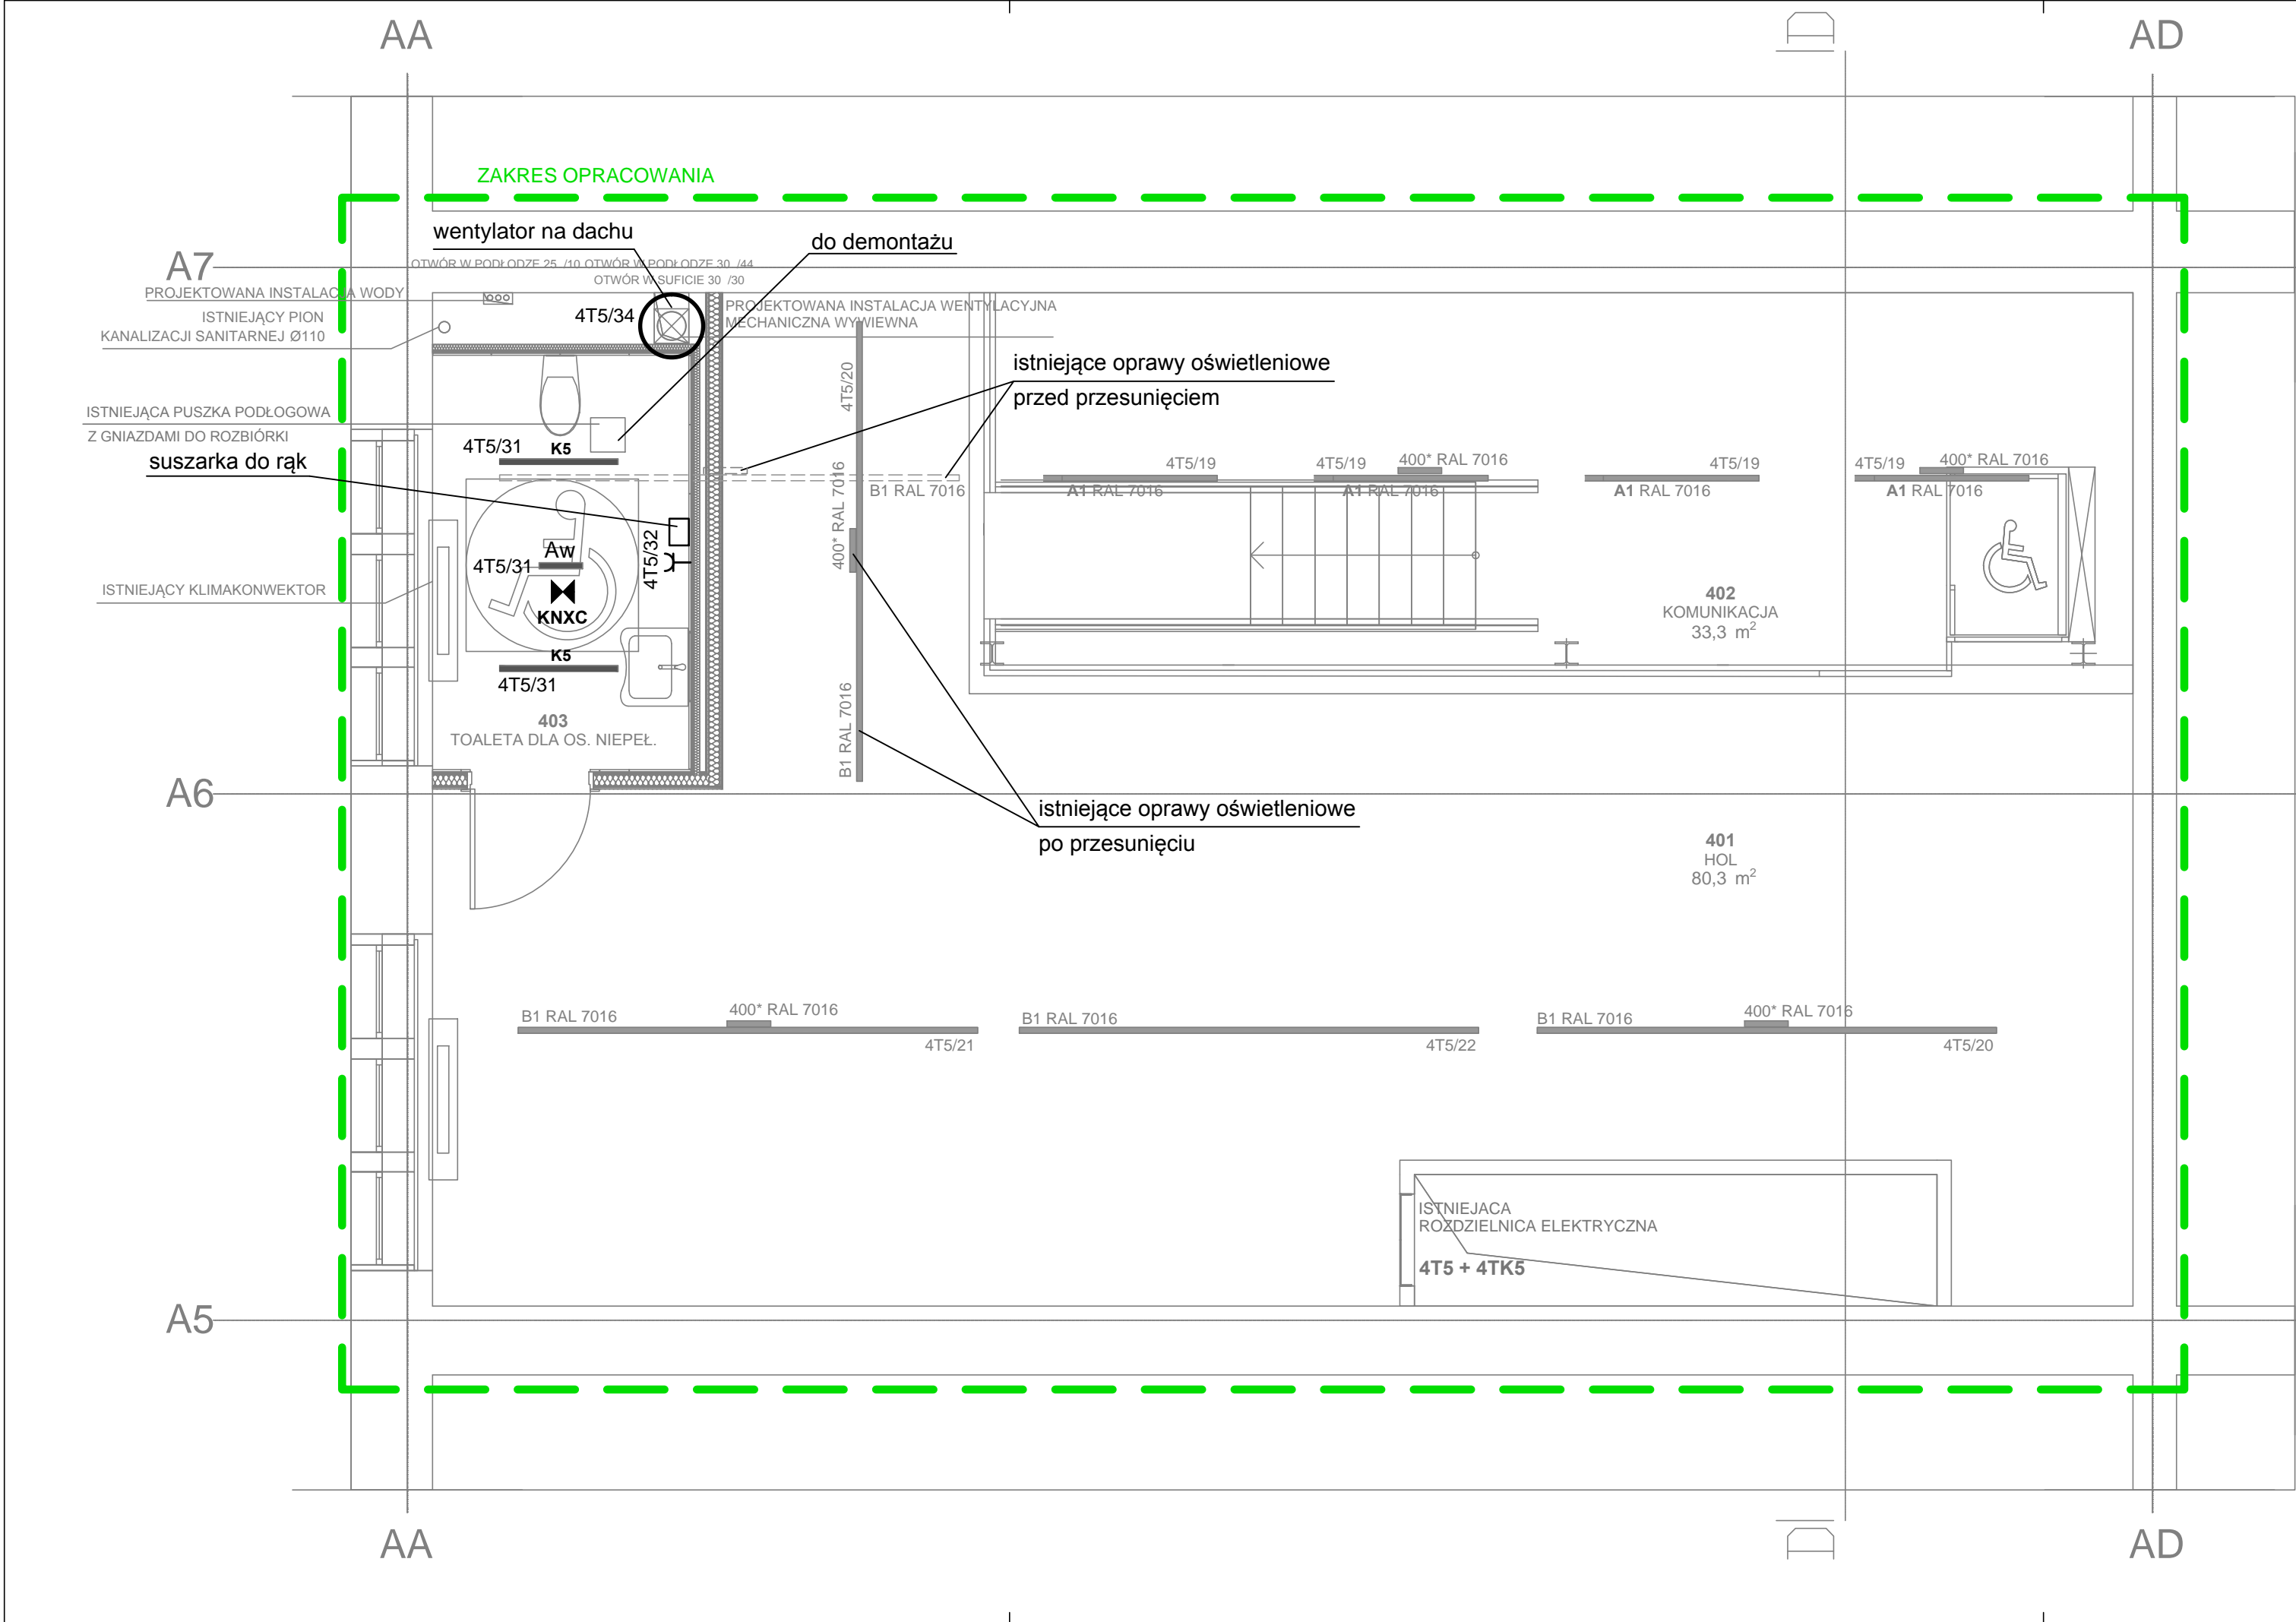 AA
AD
ZAKRES OPRACOWANIA
wentylator na dachu
do demontażu
A7
OTWÓR W PODŁODZE 25 /10 OTWÓR W PODŁODZE 30 /44
OTWÓR W SUFICIE 30 /30
PROJEKTOWANA INSTALACJA WODY
ISTNIEJĄCY PION
KANALIZACJI SANITARNEJ Ø110
4T5/34
PROJEKTOWANA INSTALACJA WENTYLACYJNA
MECHANICZNA WYWIEWNA
istniejące oprawy oświetleniowe
przed przesunięciem
4T5/20
ISTNIEJĄCA PUSZKA PODŁOGOWA
Z GNIAZDAMI DO ROZBIÓRKI
suszarka do rąk
4T5/31
K5
B1 RAL 7016
400* RAL 7016
4T5/19
A1 RAL 7016
4T5/19
400* RAL 7016
A1 RAL 7016
4T5/19
A1 RAL 7016
4T5/19
400* RAL 7016
A1 RAL 7016
Aw
4T5/31
4T5/32
KNXC
ISTNIEJĄCY KLIMAKONWEKTOR
402
KOMUNIKACJA
33,3 m²
K5
4T5/31
403
TOALETA DLA OS. NIEPEŁ.
B1 RAL 7016
A6
istniejące oprawy oświetleniowe
po przesunięciu
401
HOL
80,3 m²
B1 RAL 7016
400* RAL 7016
4T5/21
B1 RAL 7016
4T5/22
B1 RAL 7016
400* RAL 7016
4T5/20
ISTNIEJACA
ROZDZIELNICA ELEKTRYCZNA
4T5 + 4TK5
A5
AA
AD